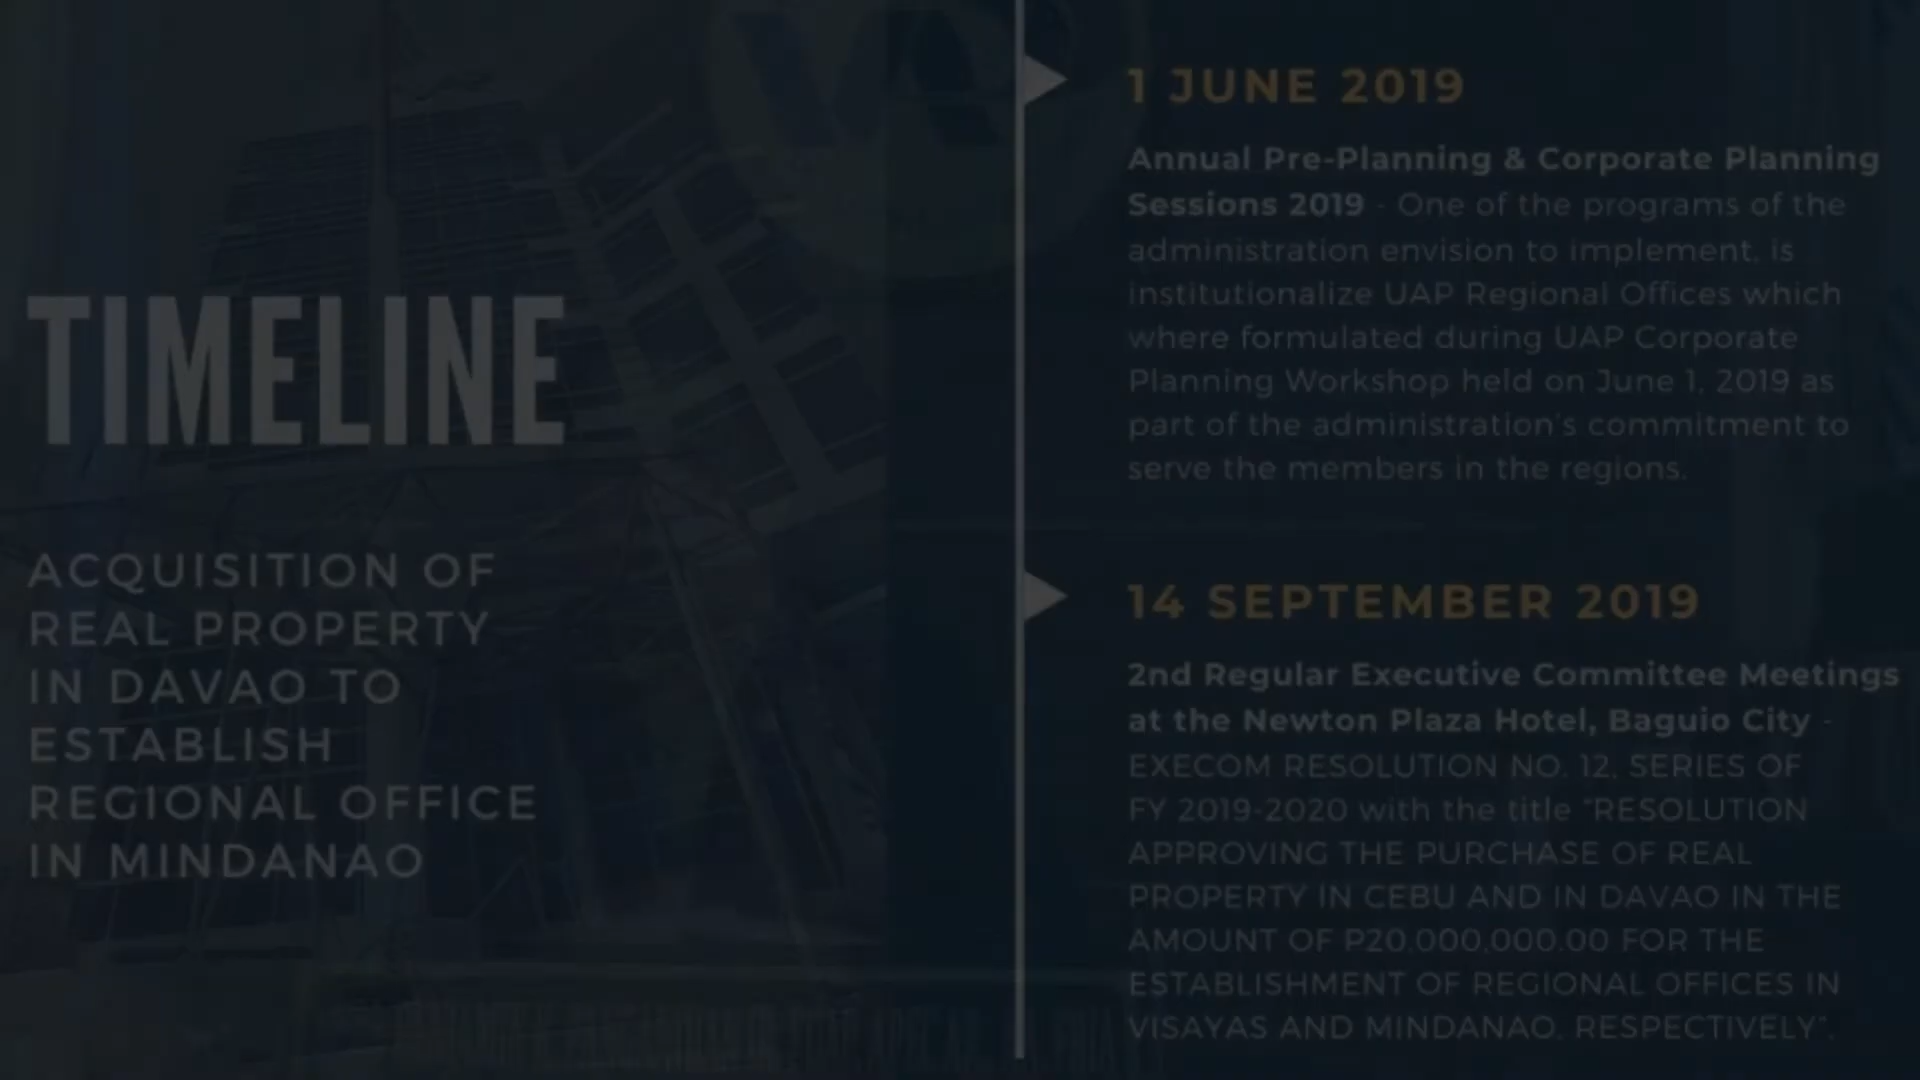 TIMELINE
ACQUISITION OF
REAL PROPERTY
IN DAVAO TO
ESTABLISH
REGIONAL OFFICE
IN MINDANAO
1 JUNE 2019
Annual Pre-Planning & Corporate Planning
Sessions 2019 - One of the programs of the
administration envision to implement, is
institutionalize UAP Regional Offices which
where formulated during UAP Corporate
Planning Workshop held on June 1, 2019 as
part of the administration's commitment to
serve the members in the regions.
14 SEPTEMBER 2019
2nd Regular Executive Committee Meetings
at the Newton Plaza Hotel, Baguio City -
EXECOM RESOLUTION NO. 12, SERIES OF
FY 2019-2020 with the title "RESOLUTION
APPROVING THE PURCHASE OF REAL
PROPERTY IN CEBU AND IN DAVAO IN THE
AMOUNT OF P20,000,000.00 FOR THE
ESTABLISHMENT OF REGIONAL OFFICES IN
VISAYAS AND MINDANAO, RESPECTIVELY".